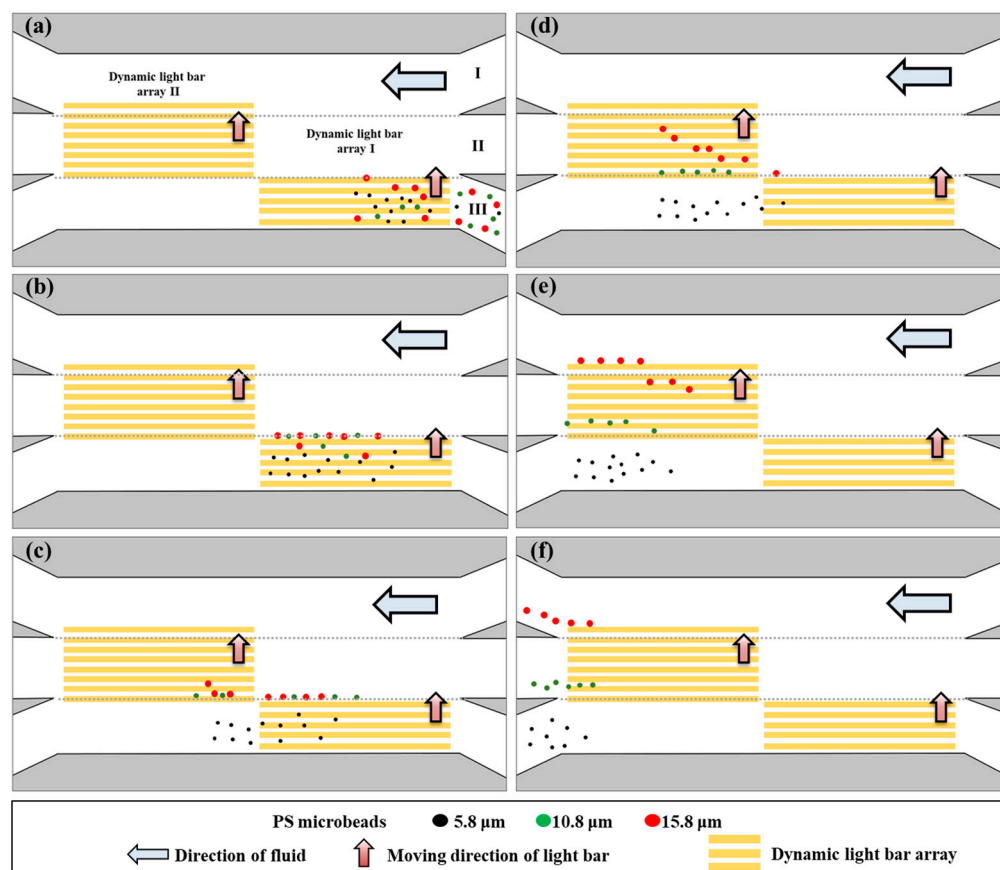 (a)
Dynamic light bar
array II
I
Dynamic light bar
array I
II
III
(b)
(c)
(d)
(e)
(f)
PS microbeads 5.8 μm 10.8 μm 15.8 μm
Direction of fluid Moving direction of light bar Dynamic light bar array